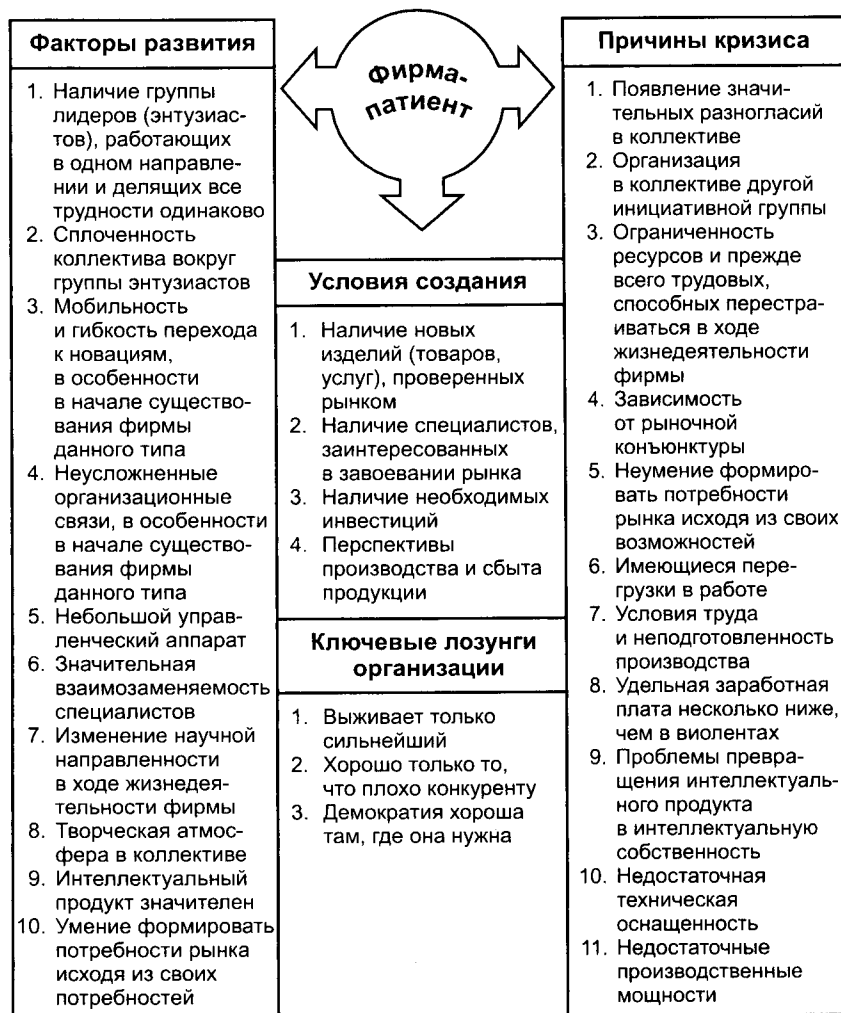 Фирма-
патиент
Факторы развития
1. Наличие группы
лидеров (энтузиас-
тов), работающих
в одном направле-
нии и делящих все
трудности одинаково
2. Сплоченность
коллектива вокруг
группы энтузиастов
3. Мобильность
и гибкость перехода
к новациям,
в особенности
в начале существо-
вания фирмы
данного типа
4. Неусложненные
организационные
связи, в особенности
в начале существо-
вания фирмы
данного типа
5. Небольшой управ-
ленческий аппарат
6. Значительная
взаимозаменяемость
специалистов
7. Изменение научной
направленности
в ходе жизнедея-
тельности фирмы
8. Творческая атмос-
фера в коллективе
9. Интеллектуальный
продукт значителен
10. Умение формировать
потребности рынка
исходя из своих
потребностей
Условия создания
1. Наличие новых
изделий (товаров,
услуг), проверенных
рынком
2. Наличие специалистов,
заинтересованных
в завоевании рынка
3. Наличие необходимых
инвестиций
4. Перспективы
производства и сбыта
продукции
Ключевые лозунги
организации
1. Выживает только
сильнейший
2. Хорошо только то,
что плохо конкуренту
3. Демократия хороша
там, где она нужна
Причины кризиса
1. Появление значи-
тельных разногласий
в коллективе
2. Организация
в коллективе другой
инициативной группы
3. Ограниченность
ресурсов и прежде
всего трудовых,
способных перестра-
иваться в ходе
жизнедеятельности
фирмы
4. Зависимость
от рыночной
конъюнктуры
5. Неумение формиро-
вать потребности
рынка исходя из своих
возможностей
6. Имеющиеся пере-
грузки в работе
7. Условия труда
и неподготовленность
производства
8. Удельная заработная
плата несколько ниже,
чем в виолентах
9. Проблемы превра-
щения интеллектуаль-
ного продукта
в интеллектуальную
собственность
10. Недостаточная
техническая
оснащенность
11. Недостаточные
производственные
мощности